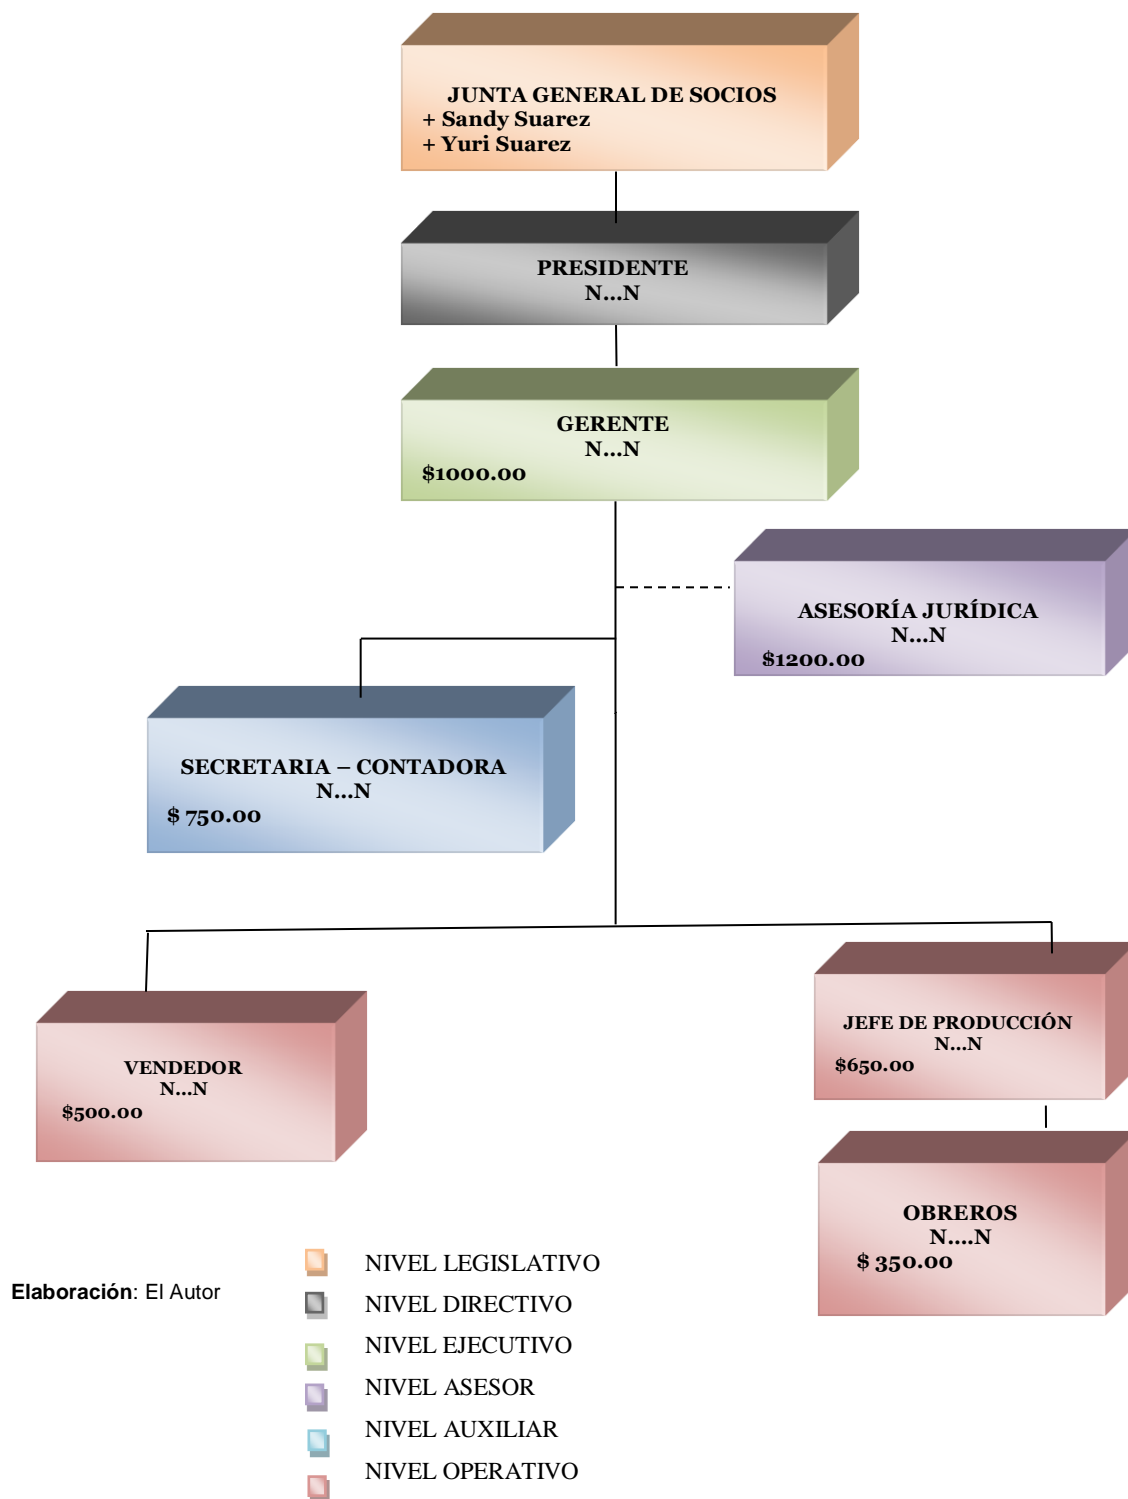 JUNTA GENERAL DE SOCIOS
+ Sandy Suarez
+ Yuri Suarez
PRESIDENTE
N...N
GERENTE
N...N
$1000.00
ASESORÍA JURÍDICA
N...N
$1200.00
SECRETARIA – CONTADORA
N...N
$ 750.00
JEFE DE PRODUCCIÓN
N...N
$650.00
VENDEDOR
N...N
$500.00
OBREROS
N....N
$ 350.00
Elaboración: El Autor
NIVEL LEGISLATIVO
NIVEL DIRECTIVO
NIVEL EJECUTIVO
NIVEL ASESOR
NIVEL AUXILIAR
NIVEL OPERATIVO